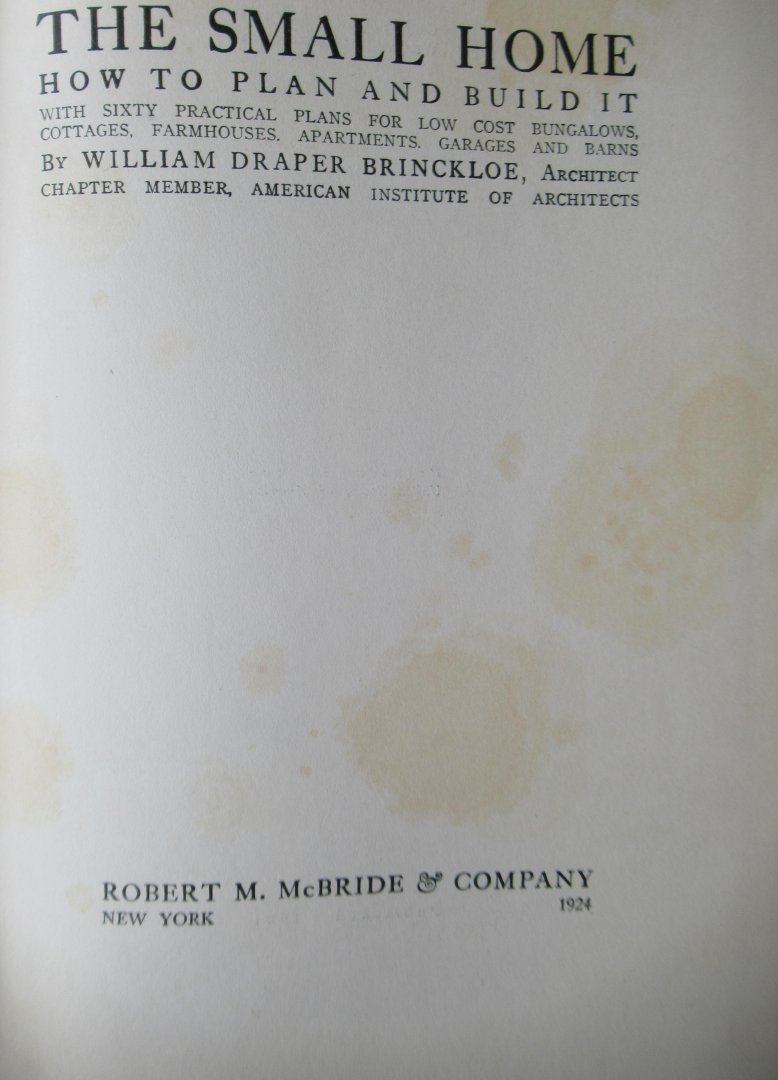 THE SMALL HOME
HOW TO PLAN AND BUILD IT
WITH SIXTY PRACTICAL PLANS FOR LOW COST BUNGALOWS,
COTTAGES, FARMHOUSES. APARTMENTS. GARAGES AND BARNS
BY WILLIAM DRAPER BRINCKLOE, ARCHITECT
CHAPTER MEMBER, AMERICAN INSTITUTE OF ARCHITECTS
ROBERT M. McBRIDE & COMPANY
NEW YORK 1924